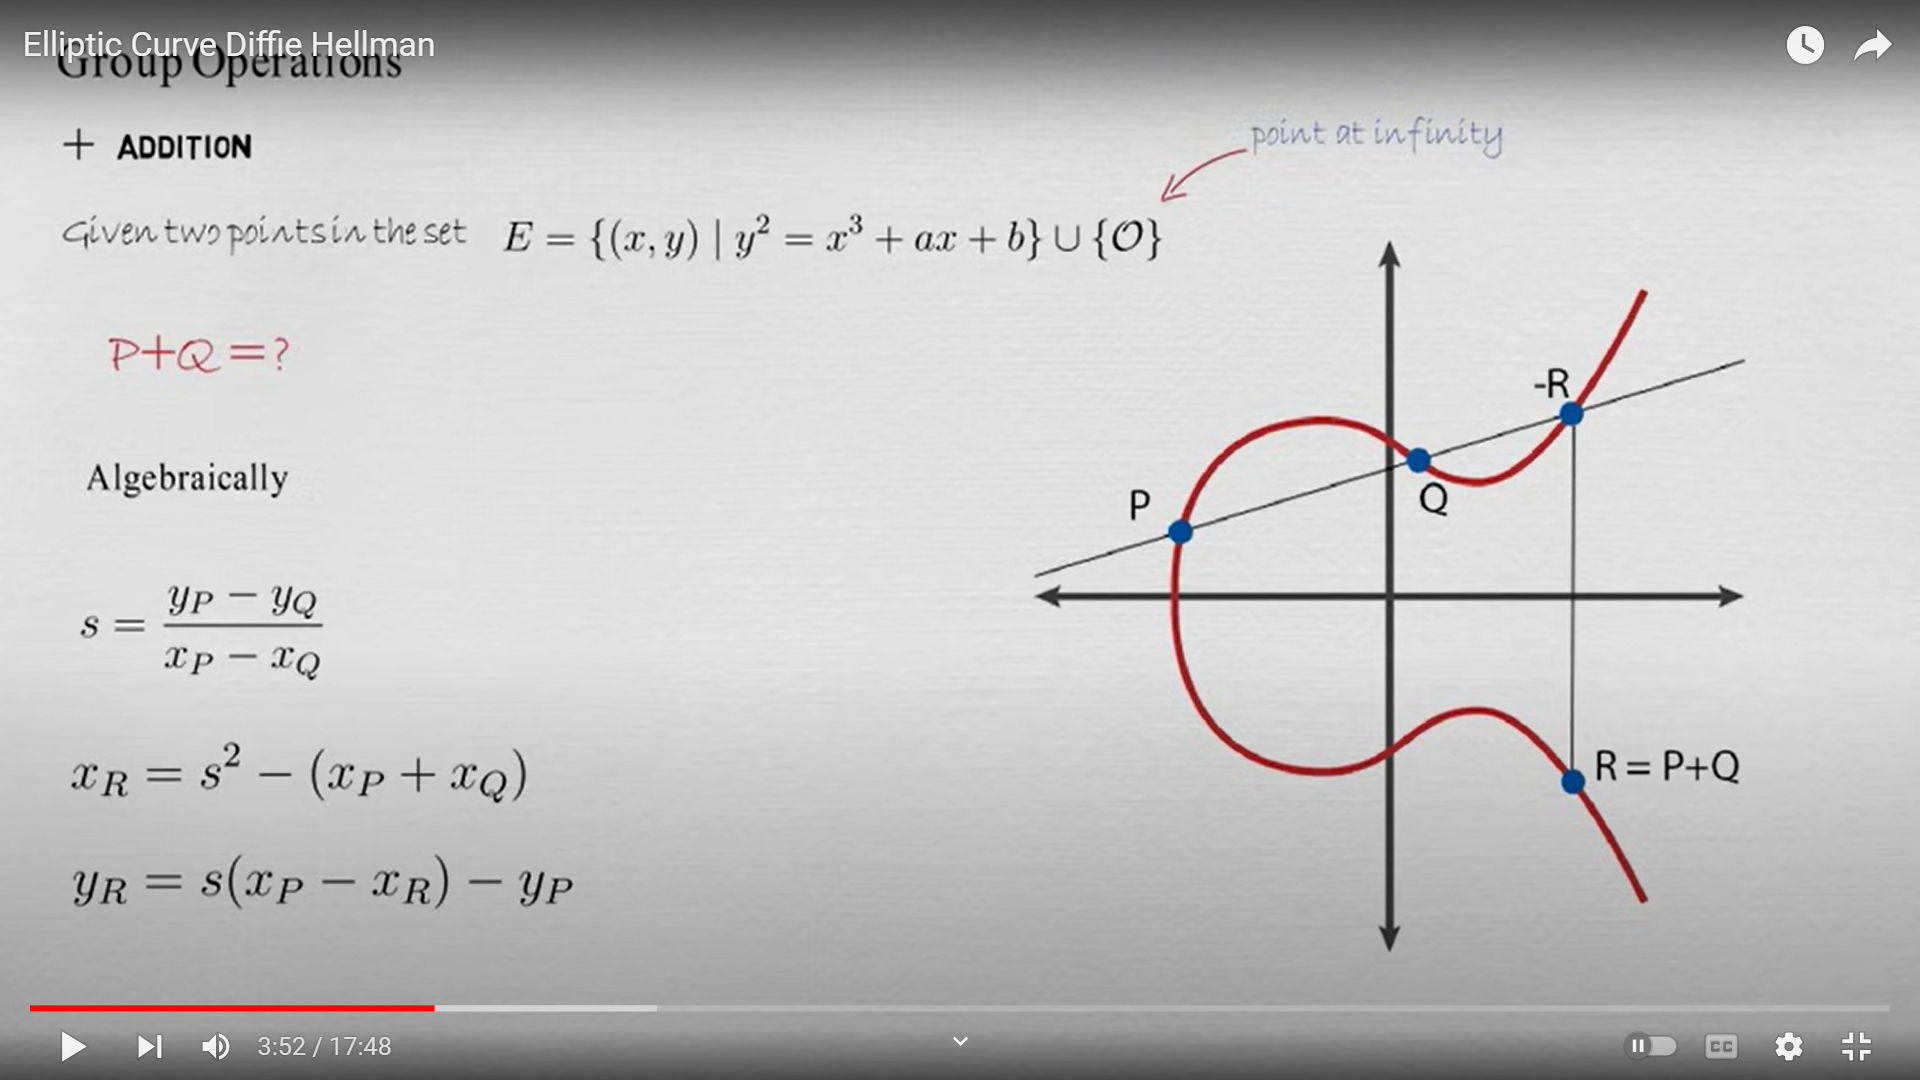 Elliptic Curve Diffie Hellman
Group Operations
+ ADDITION
point at infinity
Given two points in the set E = {(x, y) | y² = x³ + ax + b} ∪ {𝒪}
P+Q=?
-R
P
Q
Algebraically
s = (y_P − y_Q) / (x_P − x_Q)
R = P+Q
x_R = s² − (x_P + x_Q)
y_R = s(x_P − x_R) − y_P
3:52 / 17:48
CC